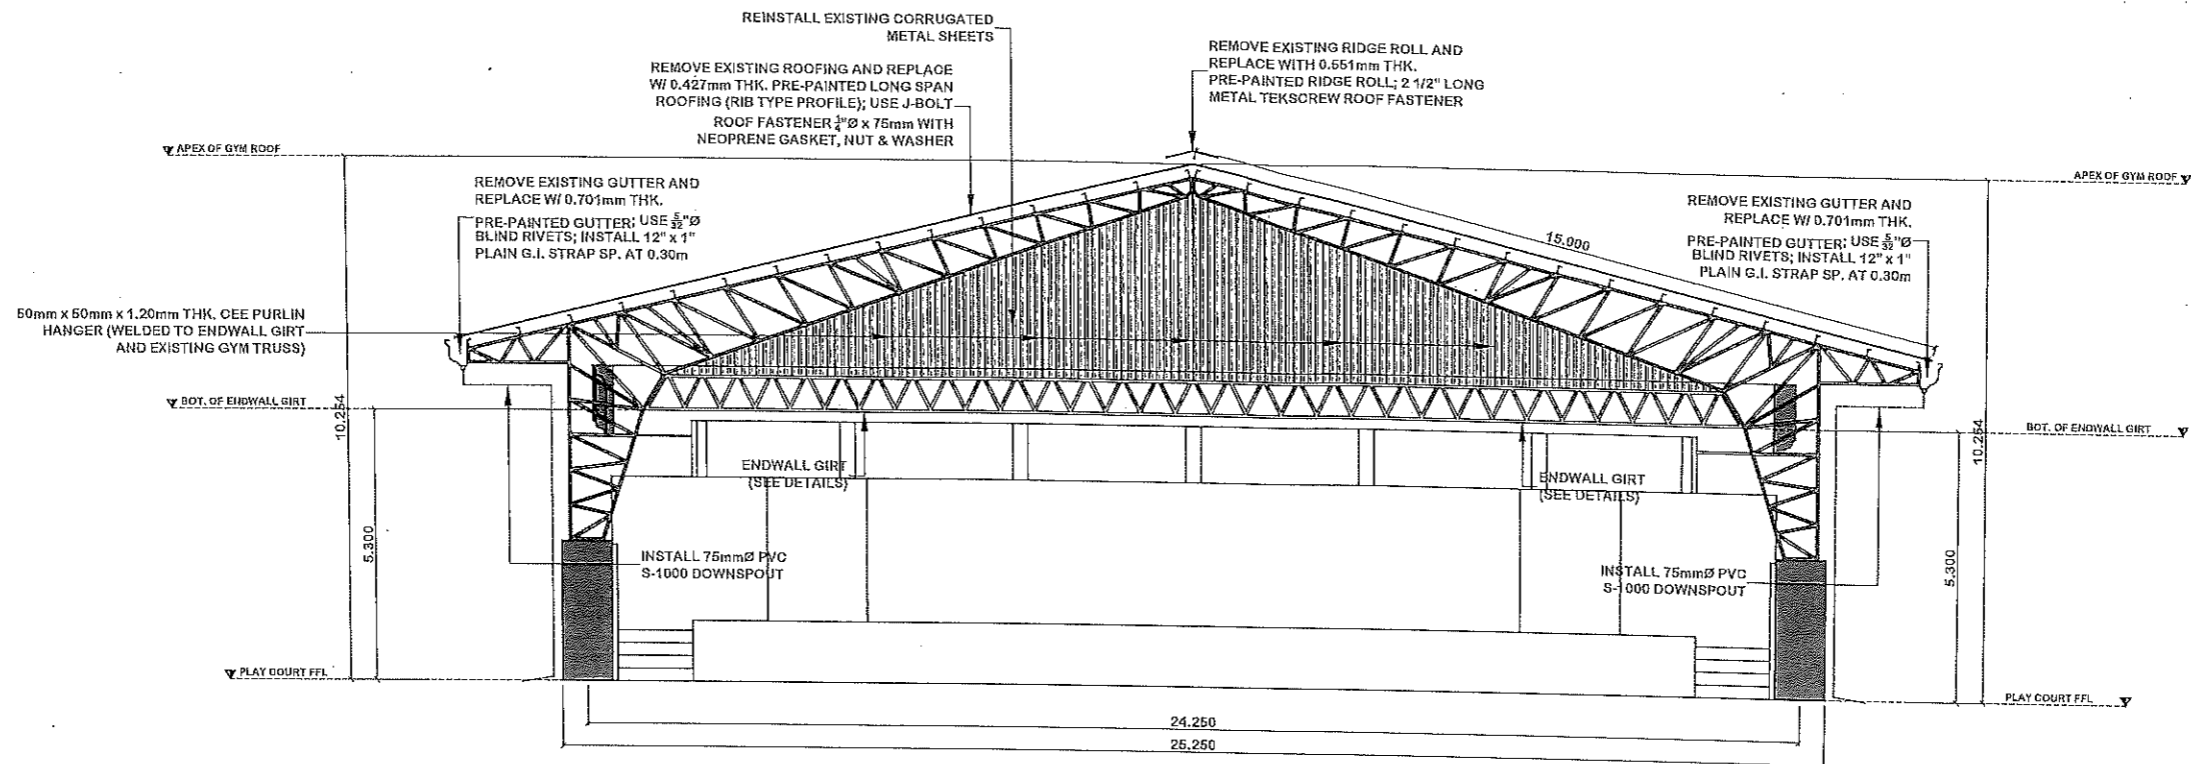 REINSTALL EXISTING CORRUGATED
METAL SHEETS
REMOVE EXISTING RIDGE ROLL AND
REPLACE WITH 0.551mm THK.
PRE-PAINTED RIDGE ROLL; 2 1/2" LONG
METAL TEKSCREW ROOF FASTENER
REMOVE EXISTING ROOFING AND REPLACE
W/ 0.427mm THK. PRE-PAINTED LONG SPAN
ROOFING (RIB TYPE PROFILE); USE J-BOLT
ROOF FASTENER 1/4"Ø x 75mm WITH
NEOPRENE GASKET, NUT & WASHER
APEX OF GYM ROOF
APEX OF GYM ROOF
REMOVE EXISTING GUTTER AND
REPLACE W/ 0.701mm THK.
PRE-PAINTED GUTTER; USE 5/32"Ø
BLIND RIVETS; INSTALL 12" x 1"
PLAIN G.I. STRAP SP. AT 0.30m
REMOVE EXISTING GUTTER AND
REPLACE W/ 0.701mm THK.
PRE-PAINTED GUTTER; USE 5/32"Ø
BLIND RIVETS; INSTALL 12" x 1"
PLAIN G.I. STRAP SP. AT 0.30m
15.000
50mm x 50mm x 1.20mm THK. CEE PURLIN
HANGER (WELDED TO ENDWALL GIRT
AND EXISTING GYM TRUSS)
BOT. OF ENDWALL GIRT
BOT. OF ENDWALL GIRT
10.254
10.254
ENDWALL GIRT
(SEE DETAILS)
ENDWALL GIRT
(SEE DETAILS)
5.300
5.300
INSTALL 75mmØ PVC
S-1000 DOWNSPOUT
INSTALL 75mmØ PVC
S-1000 DOWNSPOUT
PLAY COURT FFL
PLAY COURT FFL
24.250
25.250